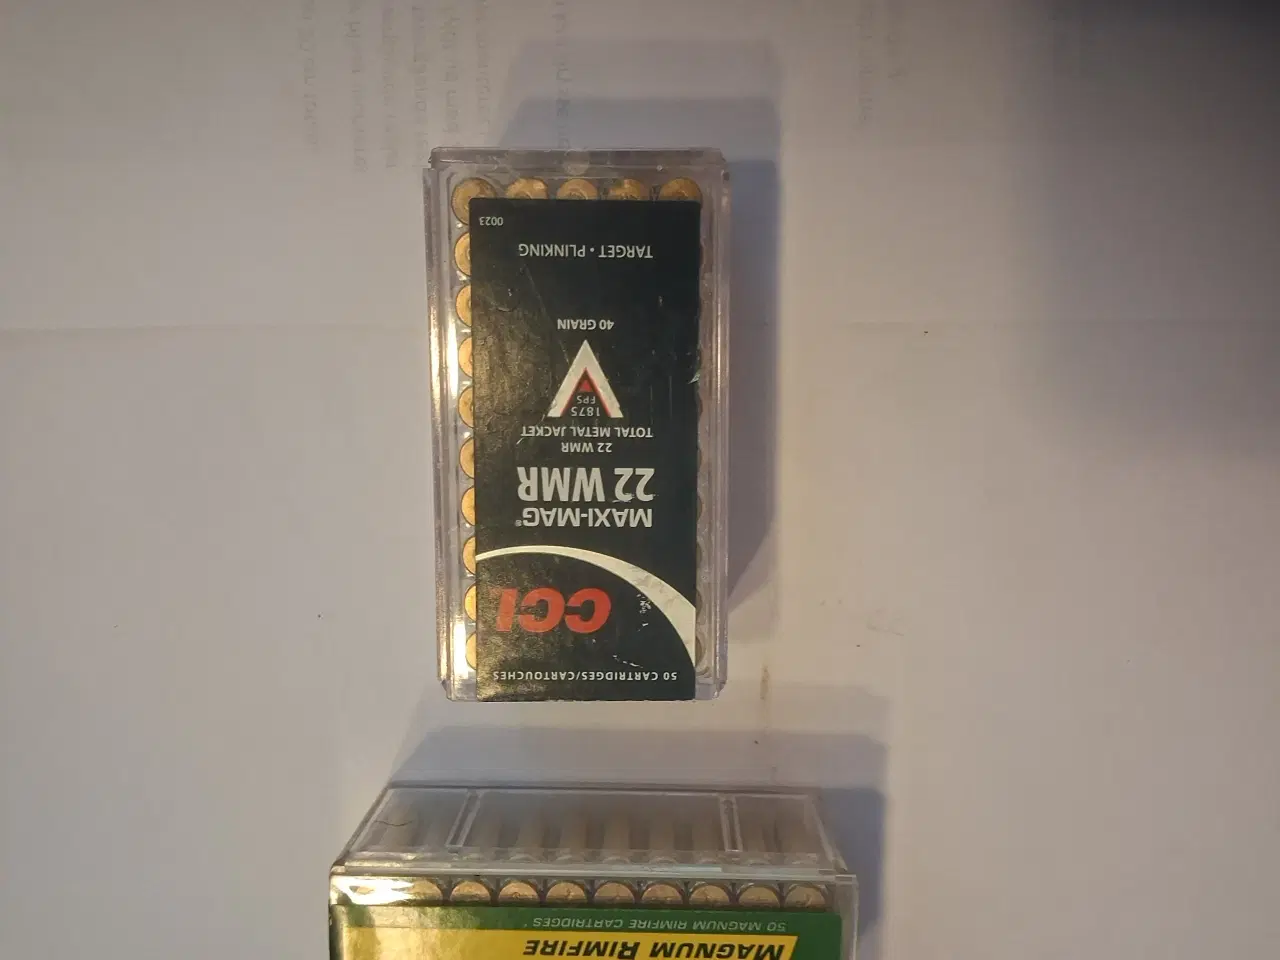 50 CARTRIDGES/CARTOUCHES
CCI
MAXI-MAG®
22 WMR
22 WMR
TOTAL METAL JACKET
1875
FPS
40 GRAIN
TARGET • PLINKING
0023
MAGNUM RIMFIRE
50 MAGNUM RIMFIRE CARTRIDGES